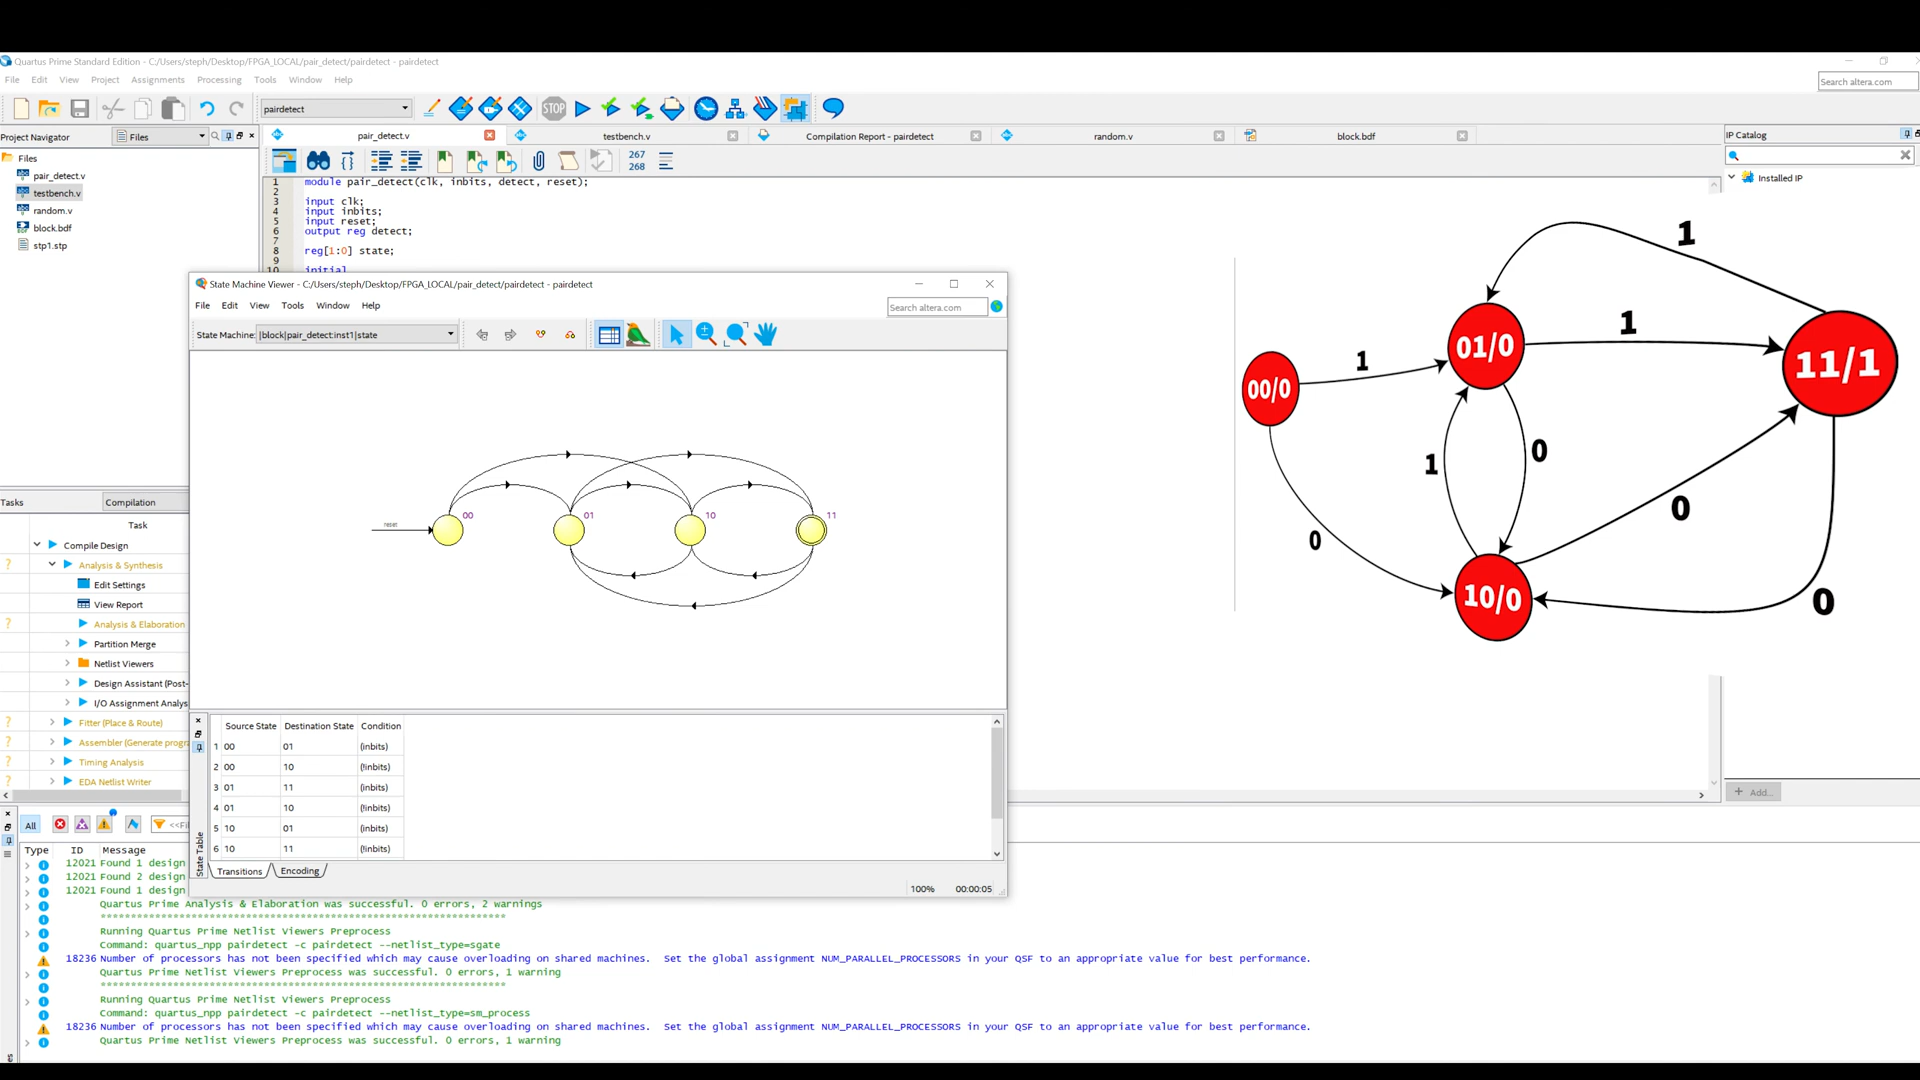 Quartus Prime Standard Edition - C:/Users/steph/Desktop/FPGA_LOCAL/pair_detect/pairdetect - pairdetect
File Edit View Project Assignments Processing Tools Window Help
Search altera.com
pairdetect
STOP
Project Navigator
Files
pair_detect.v
testbench.v
Compilation Report - pairdetect
random.v
block.bdf
IP Catalog
Files
pair_detect.v
testbench.v
random.v
block.bdf
stp1.stp
267
268
Installed IP
1 module pair_detect(clk, inbits, detect, reset);
2
3 input clk;
4 input inbits;
5 input reset;
6 output reg detect;
7
8 reg[1:0] state;
9
10 initial
State Machine Viewer - C:/Users/steph/Desktop/FPGA_LOCAL/pair_detect/pairdetect - pairdetect
File Edit View Tools Window Help
Search altera.com
State Machine: |block|pair_detect:inst1|state
reset
00
01
10
11
Source State Destination State Condition
1 00 01 (inbits)
2 00 10 (!inbits)
3 01 11 (inbits)
4 01 10 (!inbits)
5 10 01 (inbits)
6 10 11 (!inbits)
State Table
Transitions Encoding
100% 00:00:05
1
1
01/0
11/1
1
00/0
0
1
0
0
10/0
0
Tasks
Compilation
Task
Compile Design
Analysis & Synthesis
Edit Settings
View Report
Analysis & Elaboration
Partition Merge
Netlist Viewers
Design Assistant (Post-
I/O Assignment Analys
Fitter (Place & Route)
Assembler (Generate progr
Timing Analysis
EDA Netlist Writer
Add...
All
<<Fil
Type ID Message
12021 Found 1 design
12021 Found 2 design
12021 Found 1 design
Quartus Prime Analysis & Elaboration was successful. 0 errors, 2 warnings
*******************************************************************
Running Quartus Prime Netlist Viewers Preprocess
Command: quartus_npp pairdetect -c pairdetect --netlist_type=sgate
18236 Number of processors has not been specified which may cause overloading on shared machines. Set the global assignment NUM_PARALLEL_PROCESSORS in your QSF to an appropriate value for best performance.
Quartus Prime Netlist Viewers Preprocess was successful. 0 errors, 1 warning
*******************************************************************
Running Quartus Prime Netlist Viewers Preprocess
Command: quartus_npp pairdetect -c pairdetect --netlist_type=sm_process
18236 Number of processors has not been specified which may cause overloading on shared machines. Set the global assignment NUM_PARALLEL_PROCESSORS in your QSF to an appropriate value for best performance.
Quartus Prime Netlist Viewers Preprocess was successful. 0 errors, 1 warning